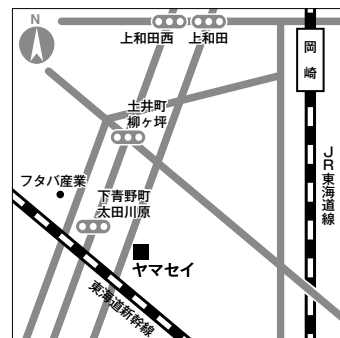 N
上和田西
上和田
岡崎
土井町
柳ヶ坪
JR東海道線
フタバ産業
下青野町
太田川原
ヤマセイ
東海道新幹線